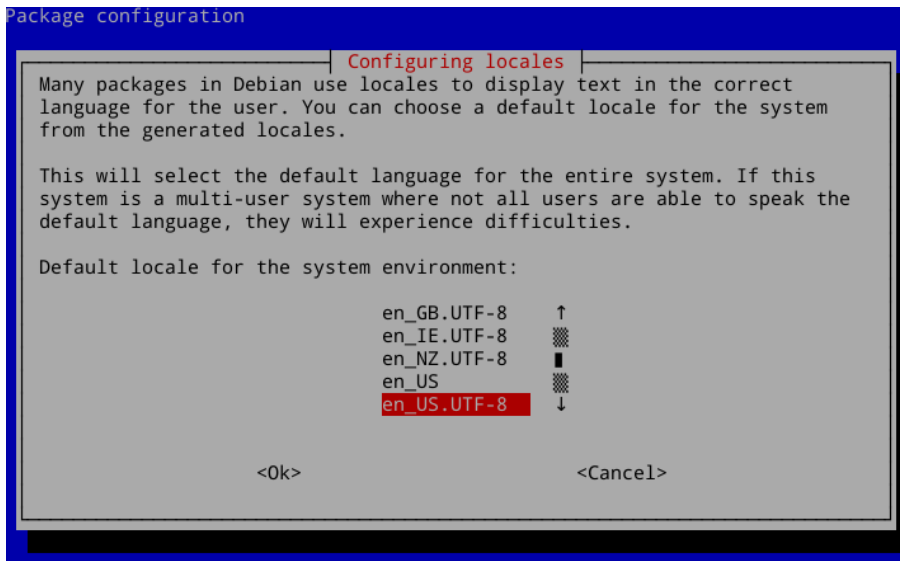 Package configuration
Configuring locales
Many packages in Debian use locales to display text in the correct
language for the user. You can choose a default locale for the system
from the generated locales.
This will select the default language for the entire system. If this
system is a multi-user system where not all users are able to speak the
default language, they will experience difficulties.
Default locale for the system environment:
en_GB.UTF-8
en_IE.UTF-8
en_NZ.UTF-8
en_US
en_US.UTF-8
<Ok> <Cancel>